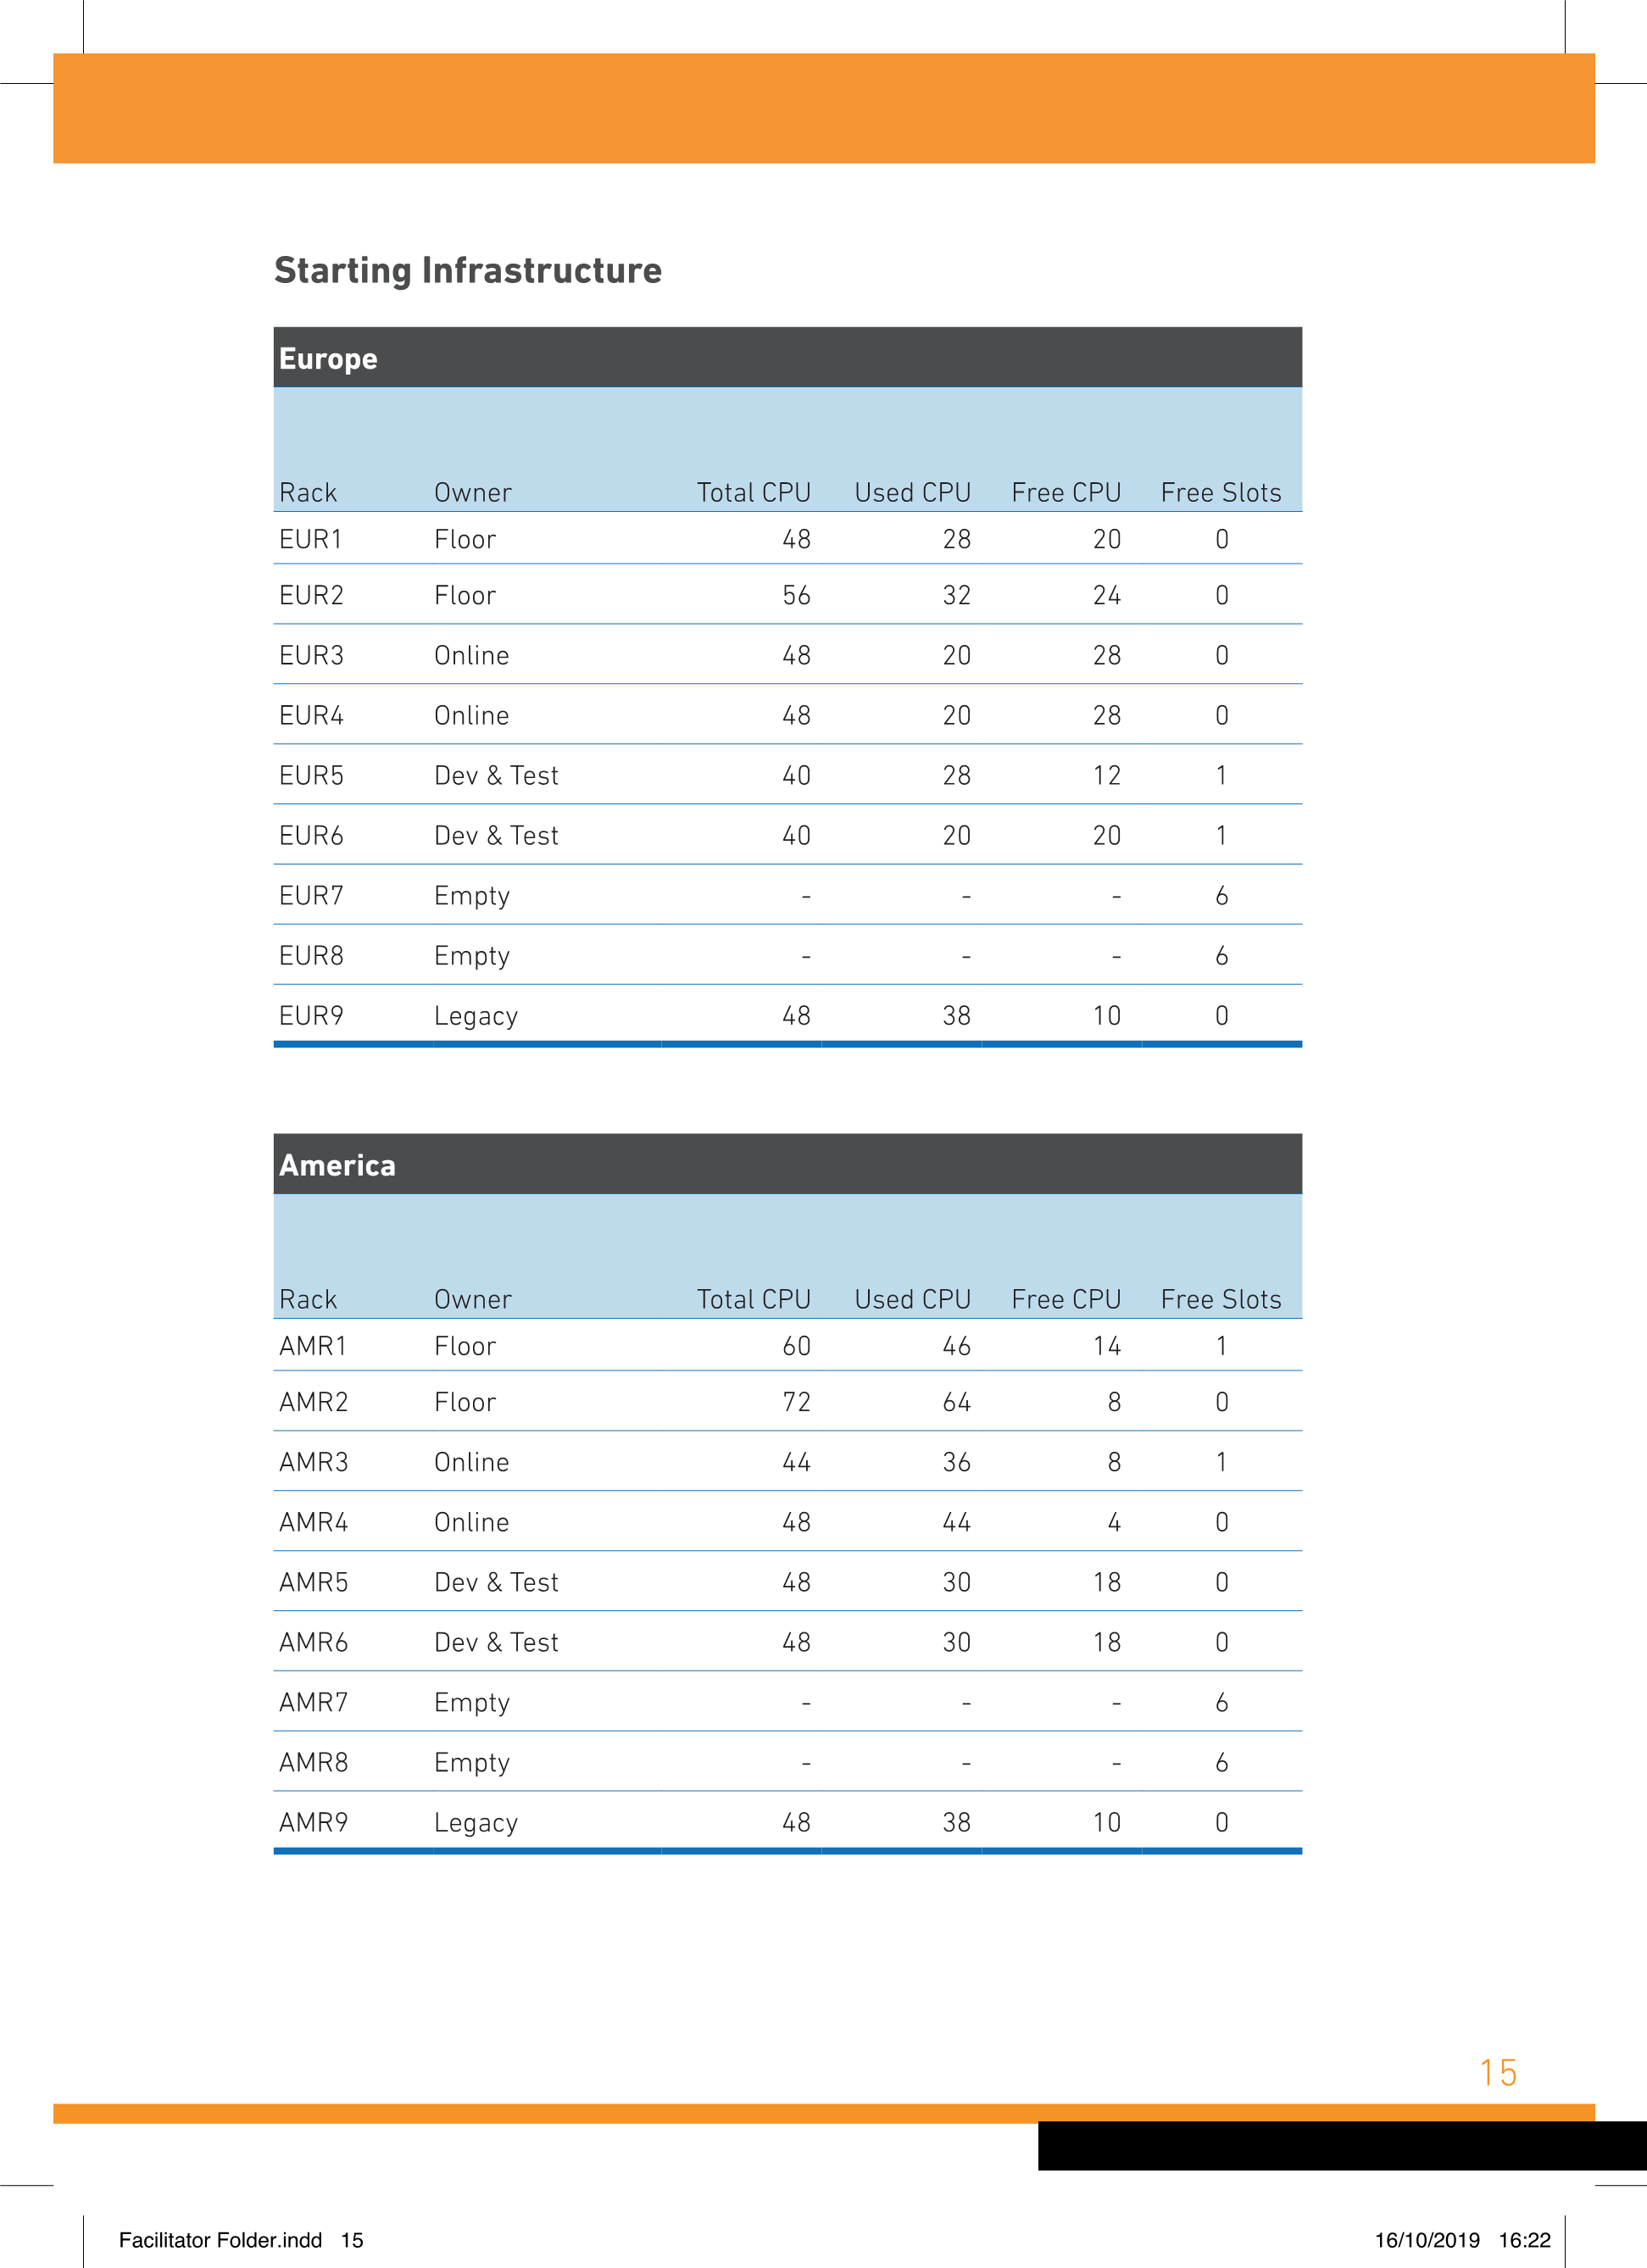 Starting Infrastructure
Europe
Rack Owner Total CPU Used CPU Free CPU Free Slots
EUR1 Floor 48 28 20 0
EUR2 Floor 56 32 24 0
EUR3 Online 48 20 28 0
EUR4 Online 48 20 28 0
EUR5 Dev & Test 40 28 12 1
EUR6 Dev & Test 40 20 20 1
EUR7 Empty - - - 6
EUR8 Empty - - - 6
EUR9 Legacy 48 38 10 0
America
Rack Owner Total CPU Used CPU Free CPU Free Slots
AMR1 Floor 60 46 14 1
AMR2 Floor 72 64 8 0
AMR3 Online 44 36 8 1
AMR4 Online 48 44 4 0
AMR5 Dev & Test 48 30 18 0
AMR6 Dev & Test 48 30 18 0
AMR7 Empty - - - 6
AMR8 Empty - - - 6
AMR9 Legacy 48 38 10 0
15
Facilitator Folder.indd 15 16/10/2019 16:22